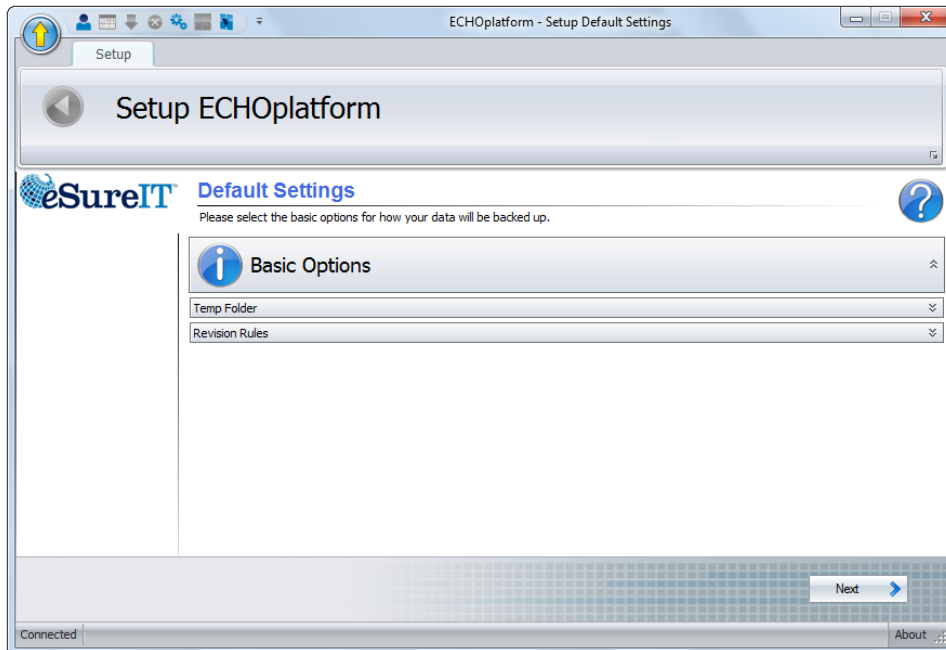 ECHOplatform - Setup Default Settings
Setup
Setup ECHOplatform
eSureIT™
Default Settings
Please select the basic options for how your data will be backed up.
Basic Options
Temp Folder
Revision Rules
Next
Connected
About